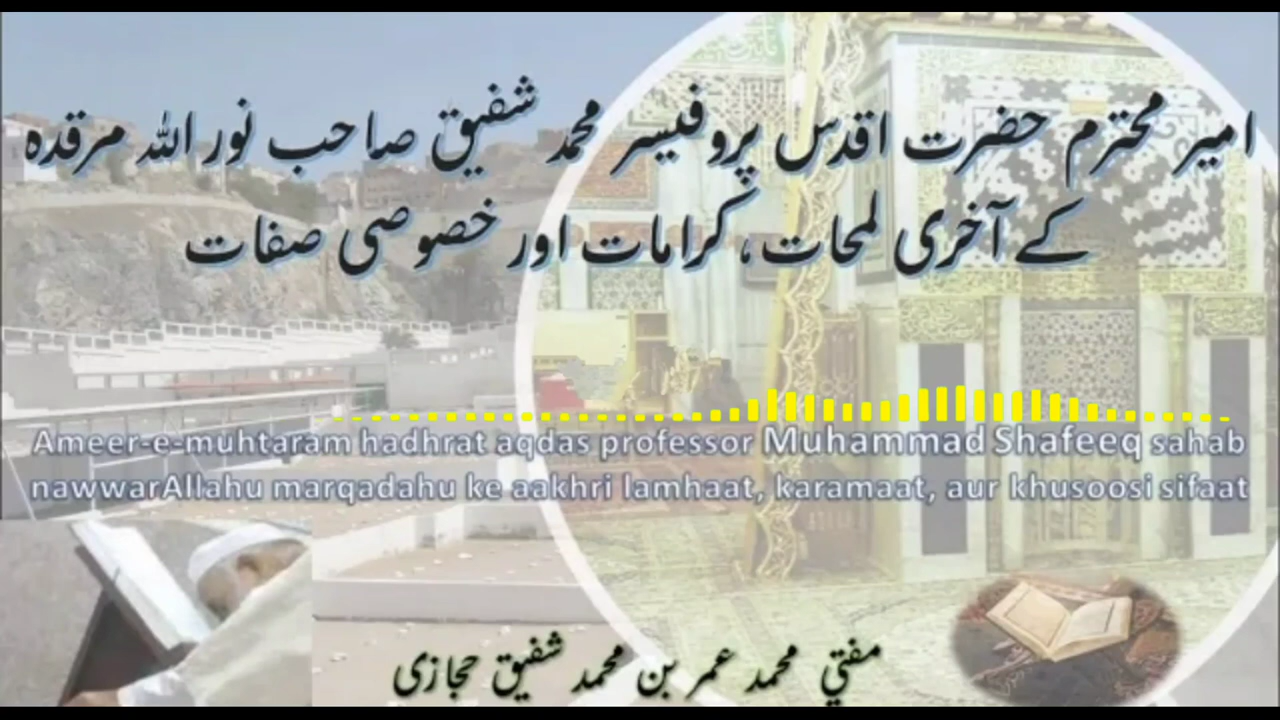 امیر محترم حضرت اقدس پروفیسر محمد شفیق صاحب نور اللہ مرقدہ
کے آخری لمحات، کرامات اور خصوصی صفات
Ameer-e-muhtaram hadhrat aqdas professor Muhammad Shafeeq sahab
nawwarAllahu marqadahu ke aakhri lamhaat, karamaat, aur khusoosi sifaat
مفتي محمد عمر بن محمد شفیق حجازی